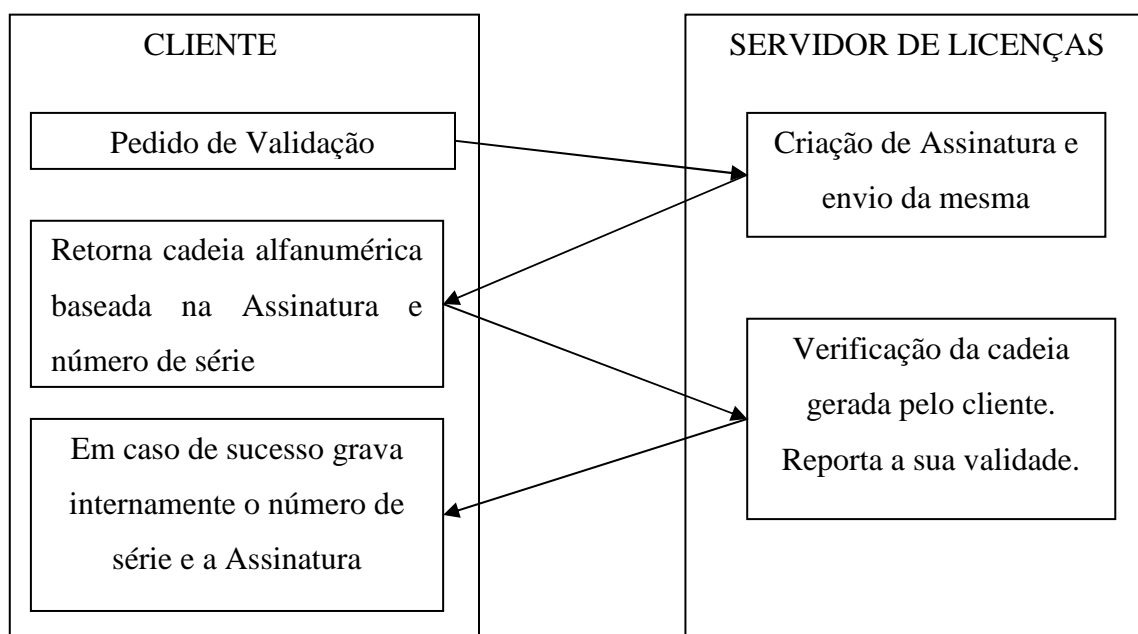 CLIENTE
Pedido de Validação
Retorna cadeia alfanumérica
baseada na Assinatura e
número de série
Em caso de sucesso grava
internamente o número de
série e a Assinatura
SERVIDOR DE LICENÇAS
Criação de Assinatura e
envio da mesma
Verificação da cadeia
gerada pelo cliente.
Reporta a sua validade.